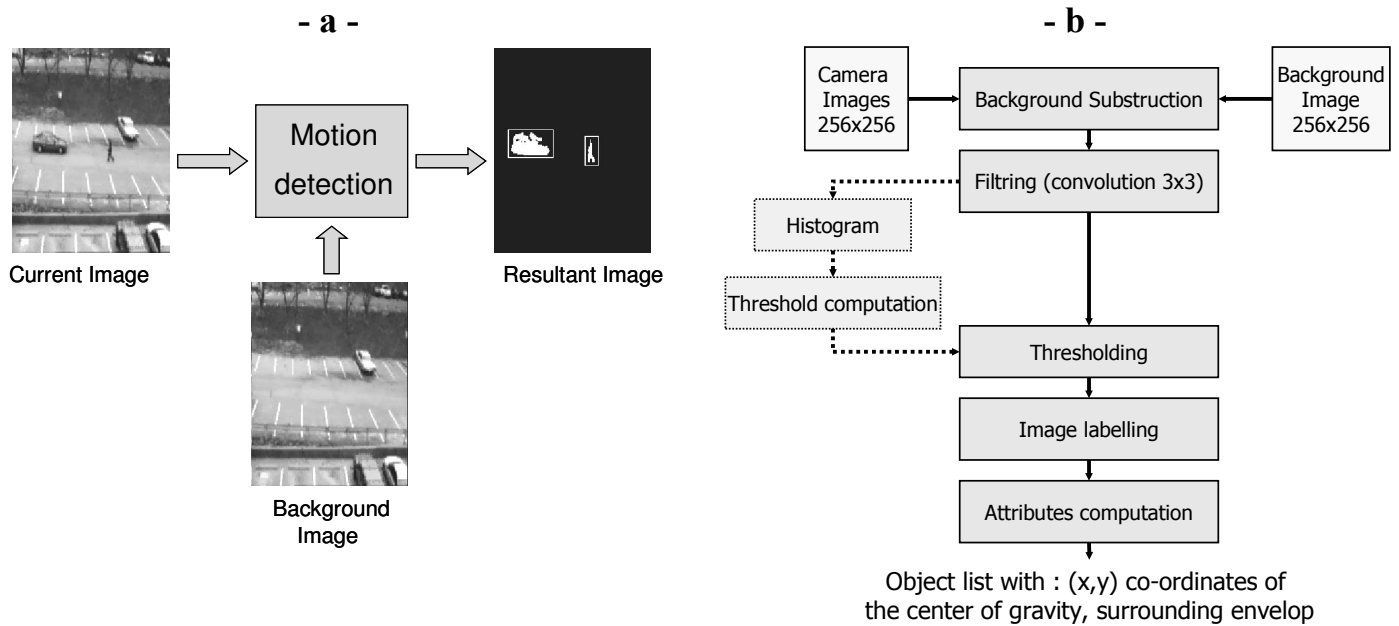 - a -
Motion
detection
Current Image
Resultant Image
Background
Image
- b -
Camera
Images
256x256
Background Substruction
Background
Image
256x256
Filtring (convolution 3x3)
Histogram
Threshold computation
Thresholding
Image labelling
Attributes computation
Object list with : (x,y) co-ordinates of
the center of gravity, surrounding envelop